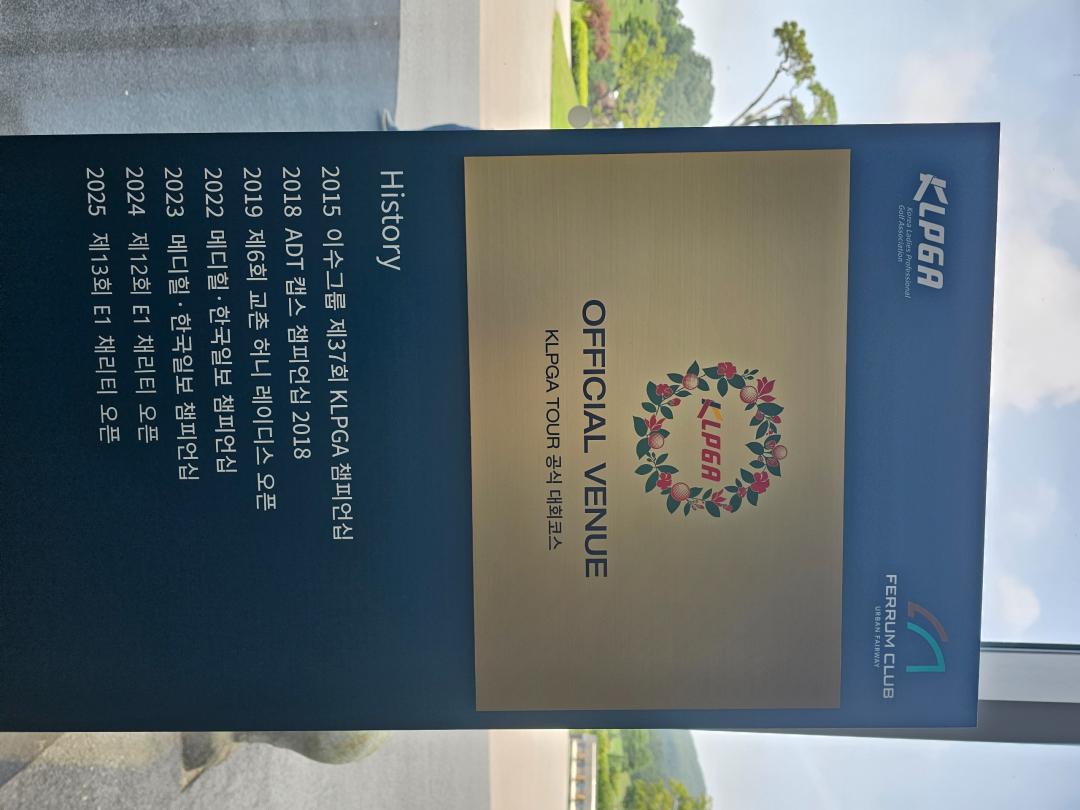 KLPGA
Korea Ladies Professional
Golf Association
FERRUM CLUB
URBAN FAIRWAY
KLPGA
OFFICIAL VENUE
KLPGA TOUR 공식 대회코스
History
2015 이수그룹 제37회 KLPGA 챔피언십
2018 ADT 캡스 챔피언십 2018
2019 제6회 교촌 허니 레이디스 오픈
2022 메디힐·한국일보 챔피언십
2023 메디힐·한국일보 챔피언십
2024 제12회 E1 채리티 오픈
2025 제13회 E1 채리티 오픈